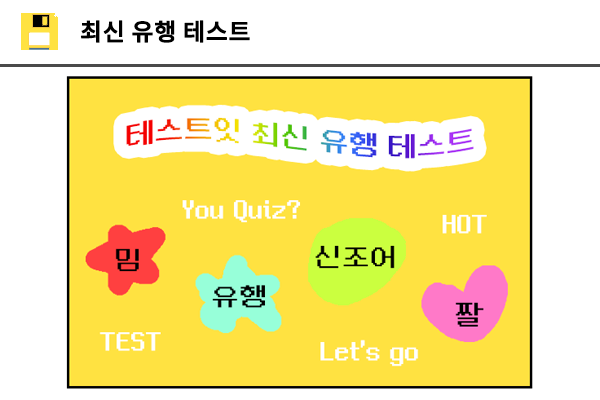 최신 유행 테스트
테스트잇 최신 유행 테스트
You Quiz?
HOT
밈
신조어
유행
짤
TEST
Let's go